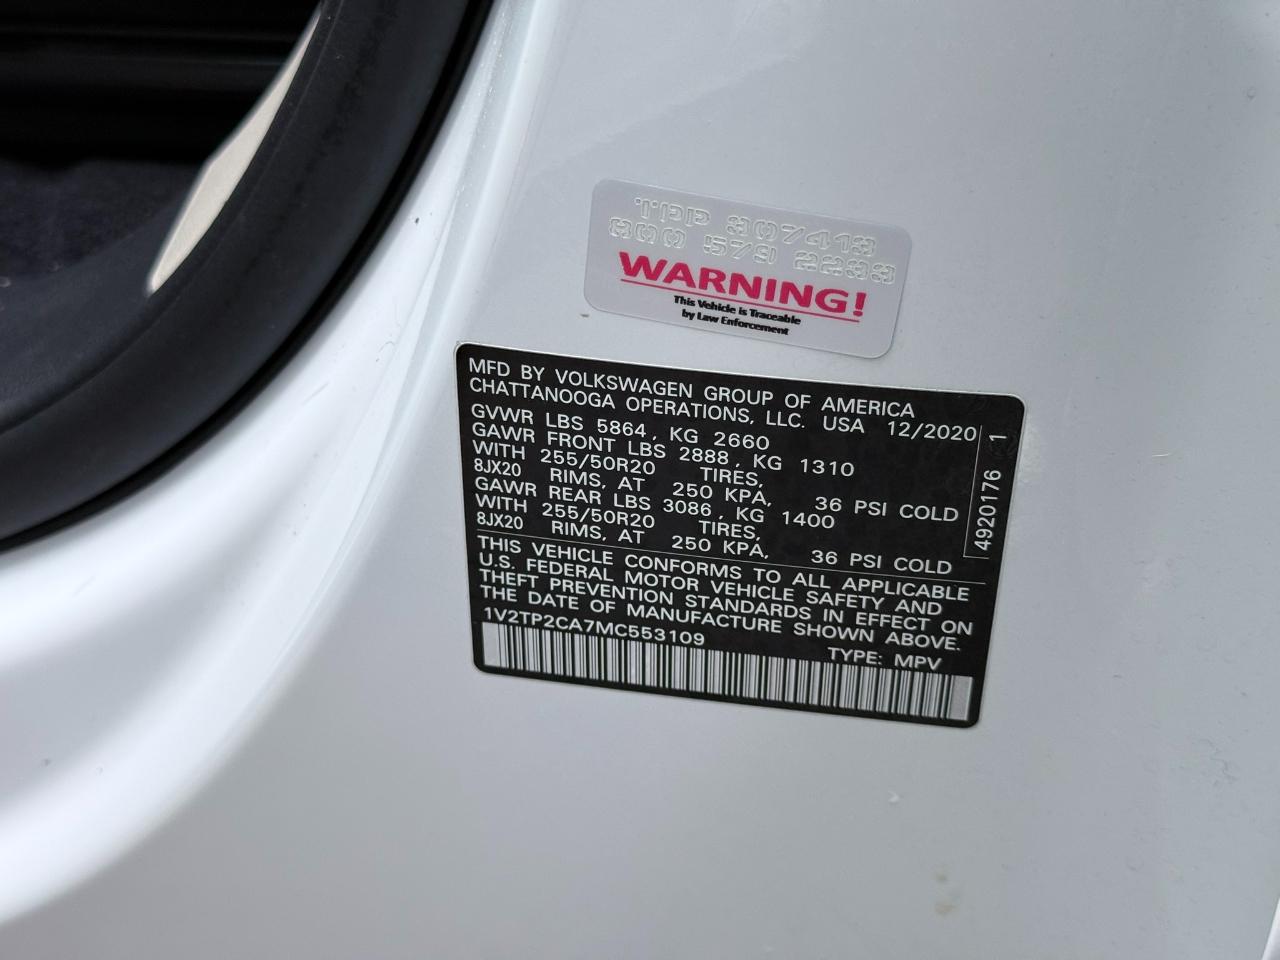 TPP 307413
800 579 2233
WARNING!
This Vehicle is Traceable
by Law Enforcement
MFD BY VOLKSWAGEN GROUP OF AMERICA
CHATTANOOGA OPERATIONS, LLC. USA 12/2020
GVWR LBS 5864, KG 2660
GAWR FRONT LBS 2888, KG 1310
WITH 255/50R20 TIRES,
8JX20 RIMS, AT 250 KPA, 36 PSI COLD
GAWR REAR LBS 3086, KG 1400
WITH 255/50R20 TIRES,
8JX20 RIMS, AT 250 KPA, 36 PSI COLD
4920176 1
THIS VEHICLE CONFORMS TO ALL APPLICABLE
U.S. FEDERAL MOTOR VEHICLE SAFETY AND
THEFT PREVENTION STANDARDS IN EFFECT ON
THE DATE OF MANUFACTURE SHOWN ABOVE.
1V2TP2CA7MC553109
TYPE: MPV